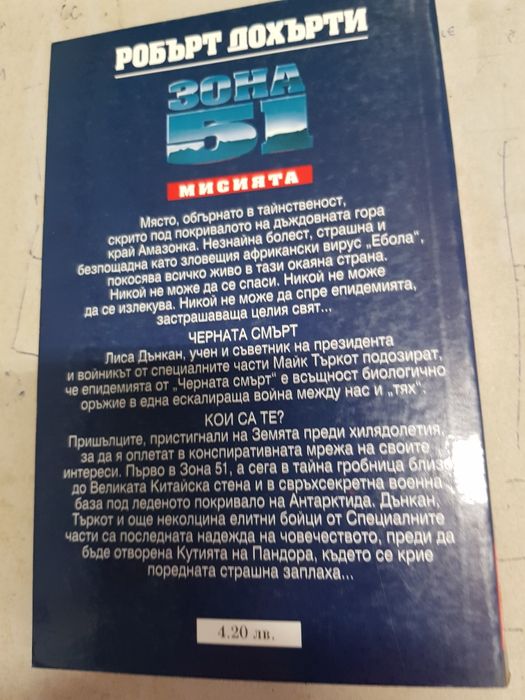 РОБЪРТ ДОХЪРТИ
ЗОНА
51
МИСИЯТА
Място, обгърнато в тайнственост,
скрито под покривалото на дъждовната гора
край Амазонка. Незнайна болест, страшна и
безпощадна като зловещия африкански вирус „Ебола",
покосява всичко живо в тази окаяна страна.
Никой не може да се спаси. Никой не може
да се излекува. Никой не може да спре епидемията,
застрашаваща целия свят...
ЧЕРНАТА СМЪРТ
Лиса Дънкан, учен и съветник на президента
и войникът от специалните части Майк Търкот подозират,
че епидемията от „Черната смърт" е всъщност биологично
оръжие в една ескалираща война между нас и „тях".
КОИ СА ТЕ?
Пришълците, пристигнали на Земята преди хилядолетия,
за да я оплетат в конспиративната мрежа на своите
интереси. Първо в Зона 51, а сега в тайна гробница близо
до Великата Китайска стена и в свръхсекретна военна
база под леденото покривало на Антарктида. Дънкан,
Търкот и още неколцина елитни бойци от Специалните
части са последната надежда на човечеството, преди да
бъде отворена Кутията на Пандора, където се крие
поредната страшна заплаха...
4.20 лв.